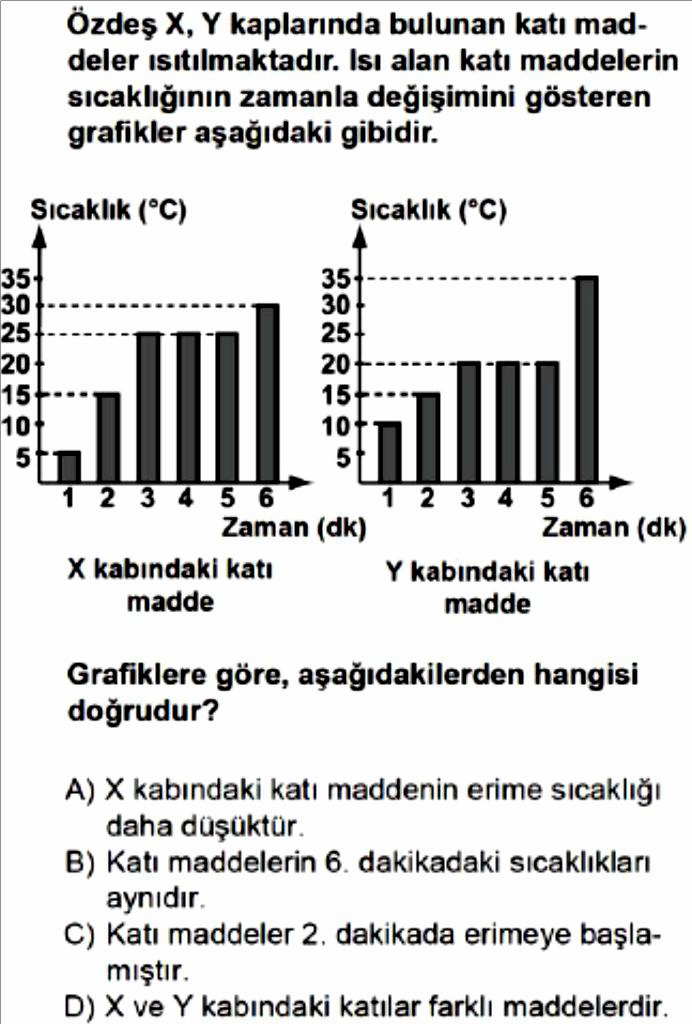 Özdeş X, Y kaplarında bulunan katı mad-
deler ısıtılmaktadır. Isı alan katı maddelerin
sıcaklığının zamanla değişimini gösteren
grafikler aşağıdaki gibidir.
Sıcaklık (°C)
35
30
25
20
15
10
5
1 2 3 4 5 6
Zaman (dk)
X kabındaki katı
madde
Sıcaklık (°C)
35
30
25
20
15
10
5
1 2 3 4 5 6
Zaman (dk)
Y kabındaki katı
madde
Grafiklere göre, aşağıdakilerden hangisi
doğrudur?
A) X kabındaki katı maddenin erime sıcaklığı
daha düşüktür.
B) Katı maddelerin 6. dakikadaki sıcaklıkları
aynıdır.
C) Katı maddeler 2. dakikada erimeye başla-
mıştır.
D) X ve Y kabındaki katılar farklı maddelerdir.